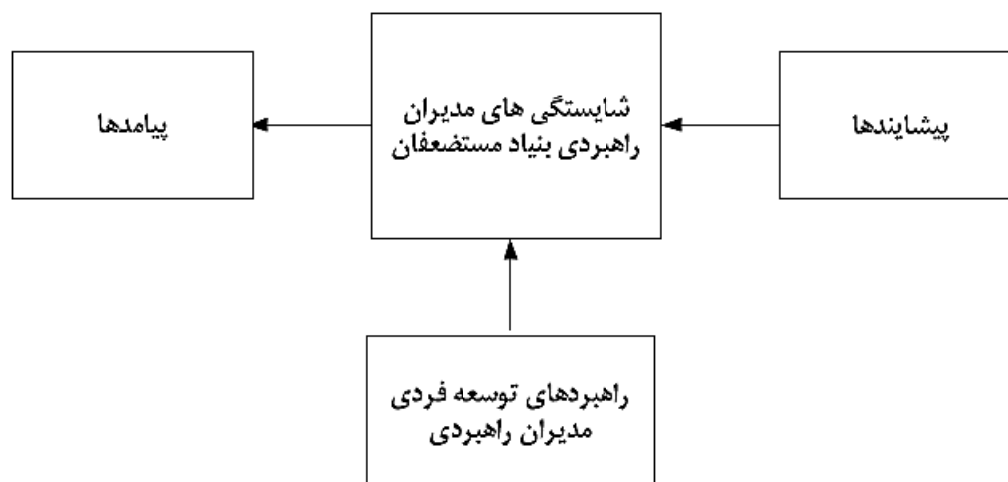 پیشایندها
شایستگی های مدیران
راهبردی بنیاد مستضعفان
پیامدها
راهبردهای توسعه فردی
مدیران راهبردی